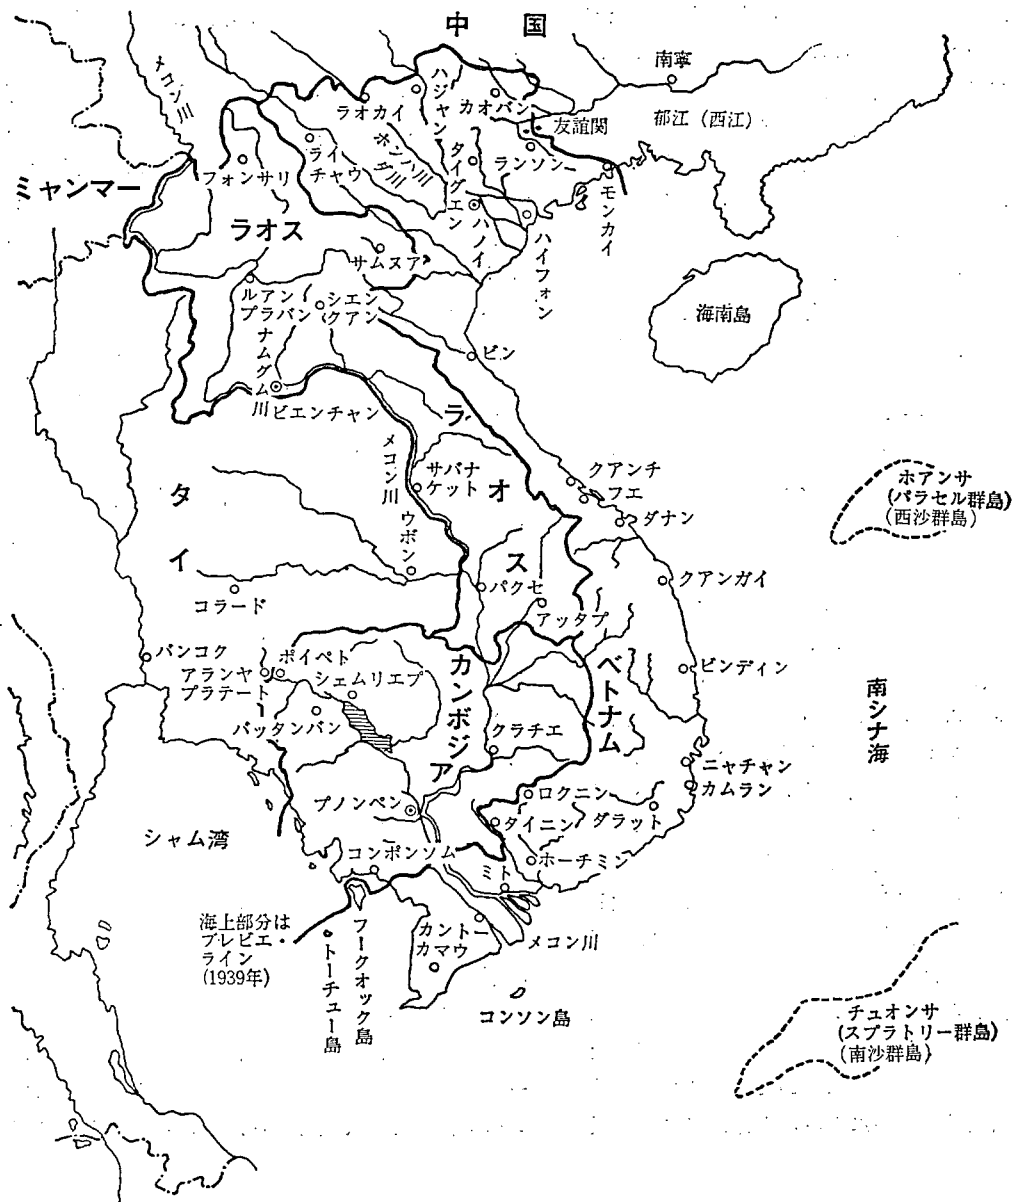 中　国
メコン川
南寧
ラオカイ
ハジャン
カオバン
友誼関
郁江（西江）
ライ
チャウ
ホンハ川
ダ川
タイグエン
ランソン
モンカイ
フォンサリ
ミャンマー
ラオス
サムヌア
ハノイ
ハイフォン
海南島
ルアン
プラバン
シエン
クアン
ナムグム川
ビン
ビエンチャン
メコン川
ラオス
サバナ
ケット
クアンチ
フエ
ダナン
ホアンサ
(パラセル群島)
(西沙群島)
タイ
ウボン
クアンガイ
コラード
パクセ
アッタプ
バンコク
アランヤ
プラテート
ポイペト
シェムリエプ
カンボジア
ベトナム
ビンディン
南シナ海
バッタンバン
クラチエ
ニャチャン
カムラン
プノンペン
ロクニン
タイニン
ダラット
シャム湾
コンポンソム
ホーチミン
ミト
海上部分は
ブレビエ・
ライン
(1939年)
トーチュー島
フークオック島
カントー
カマウ
メコン川
コンソン島
チュオンサ
(スプラトリー群島)
(南沙群島)